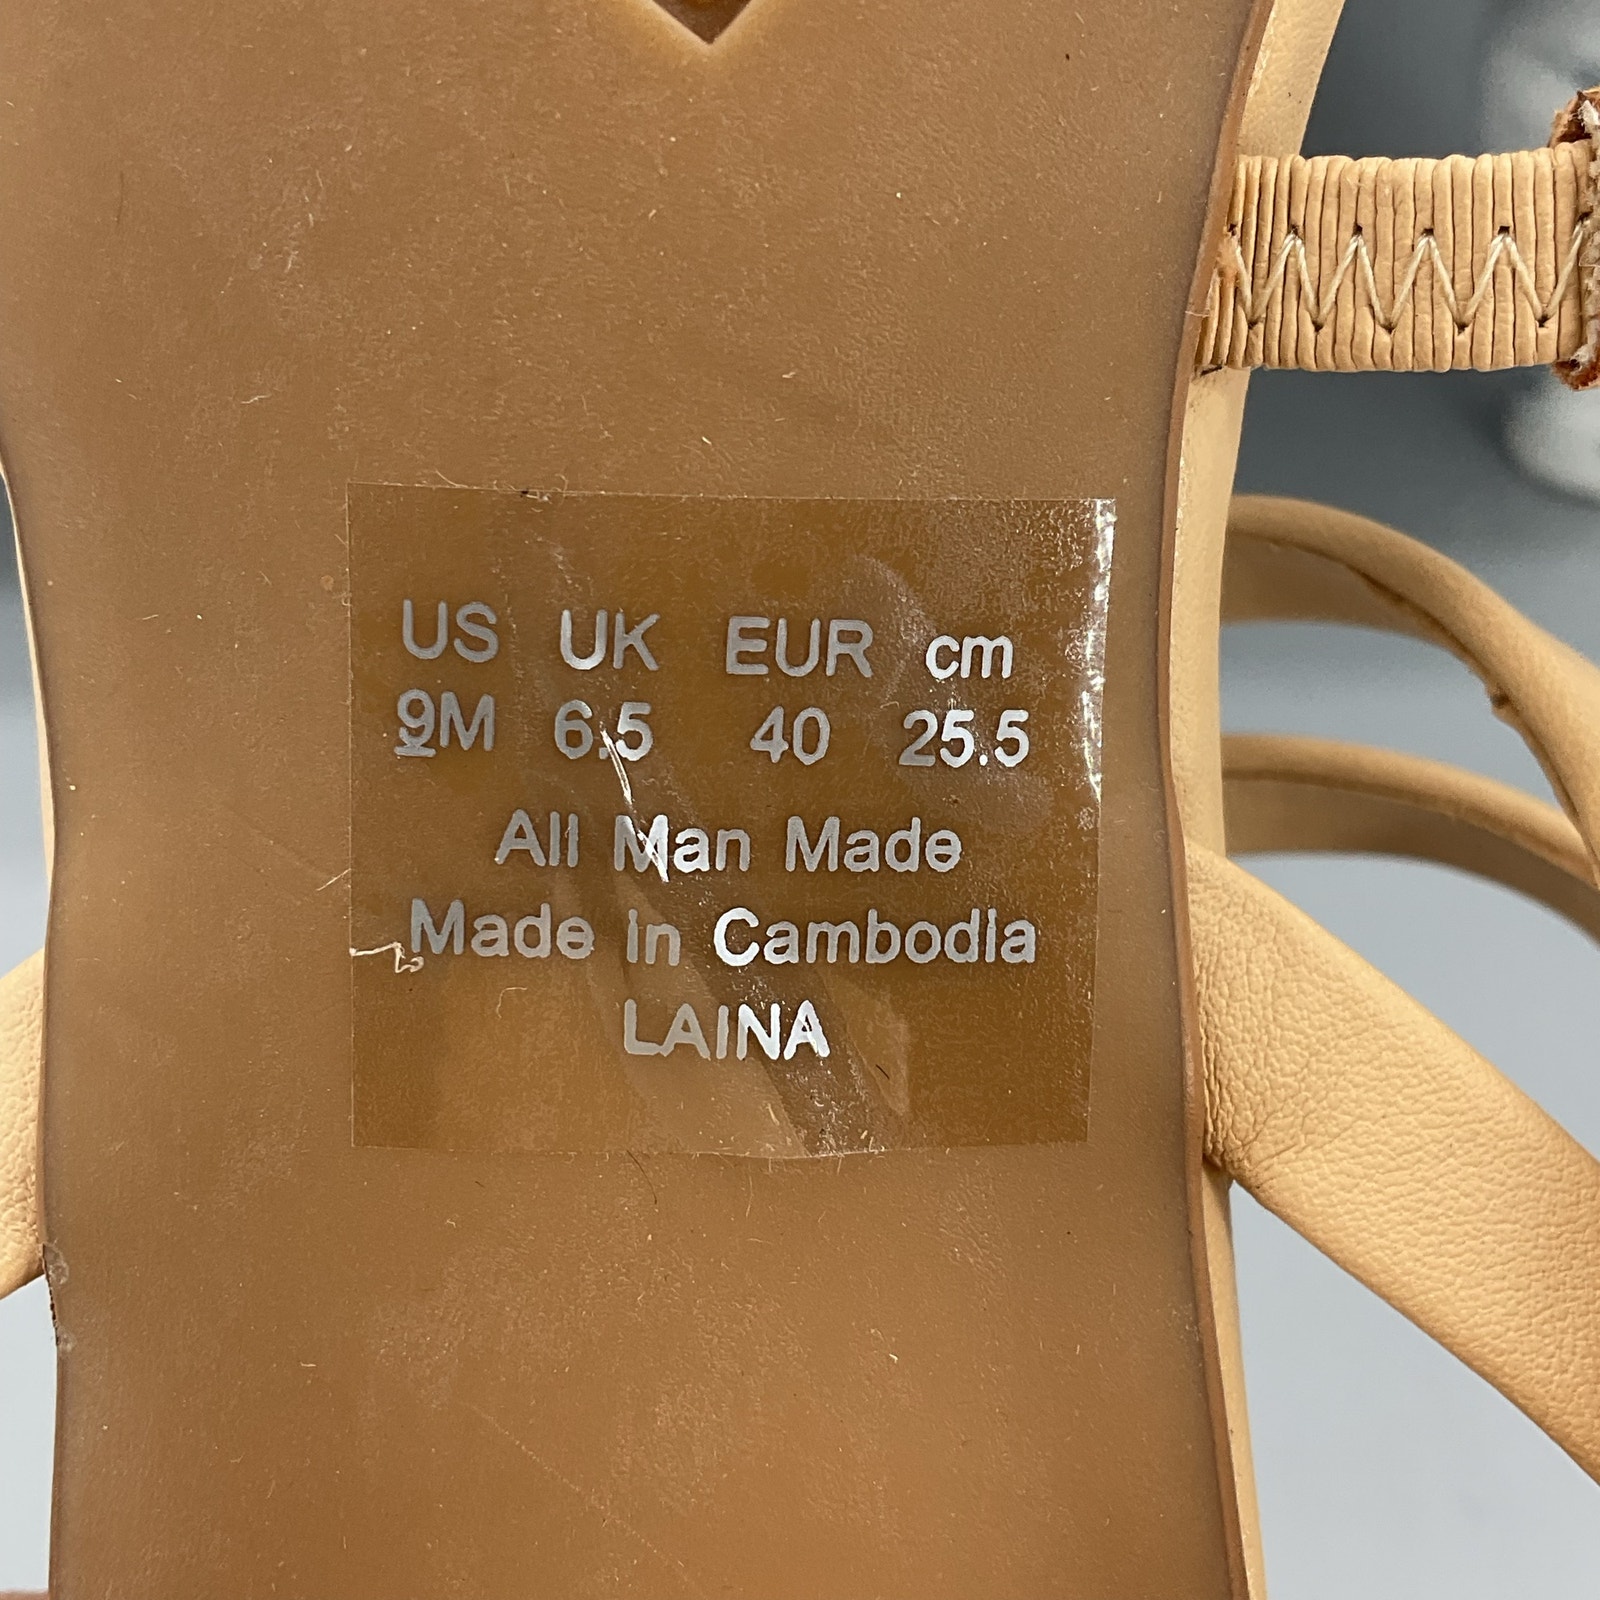 US UK EUR cm
9M 6.5 40 25.5
All Man Made
Made in Cambodia
LAINA